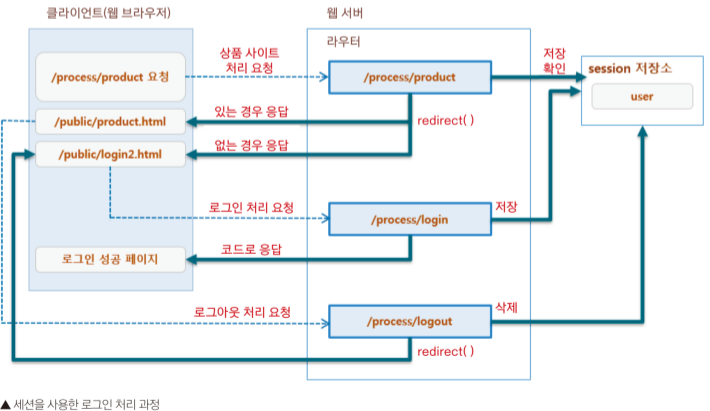 클라이언트(웹 브라우저)
웹 서버
라우터
/process/product 요청
상품 사이트
처리 요청
/process/product
저장
확인
session 저장소
user
/public/product.html
있는 경우 응답
redirect( )
/public/login2.html
없는 경우 응답
로그인 처리 요청
/process/login
저장
로그인 성공 페이지
코드로 응답
로그아웃 처리 요청
/process/logout
삭제
redirect( )
▲ 세션을 사용한 로그인 처리 과정